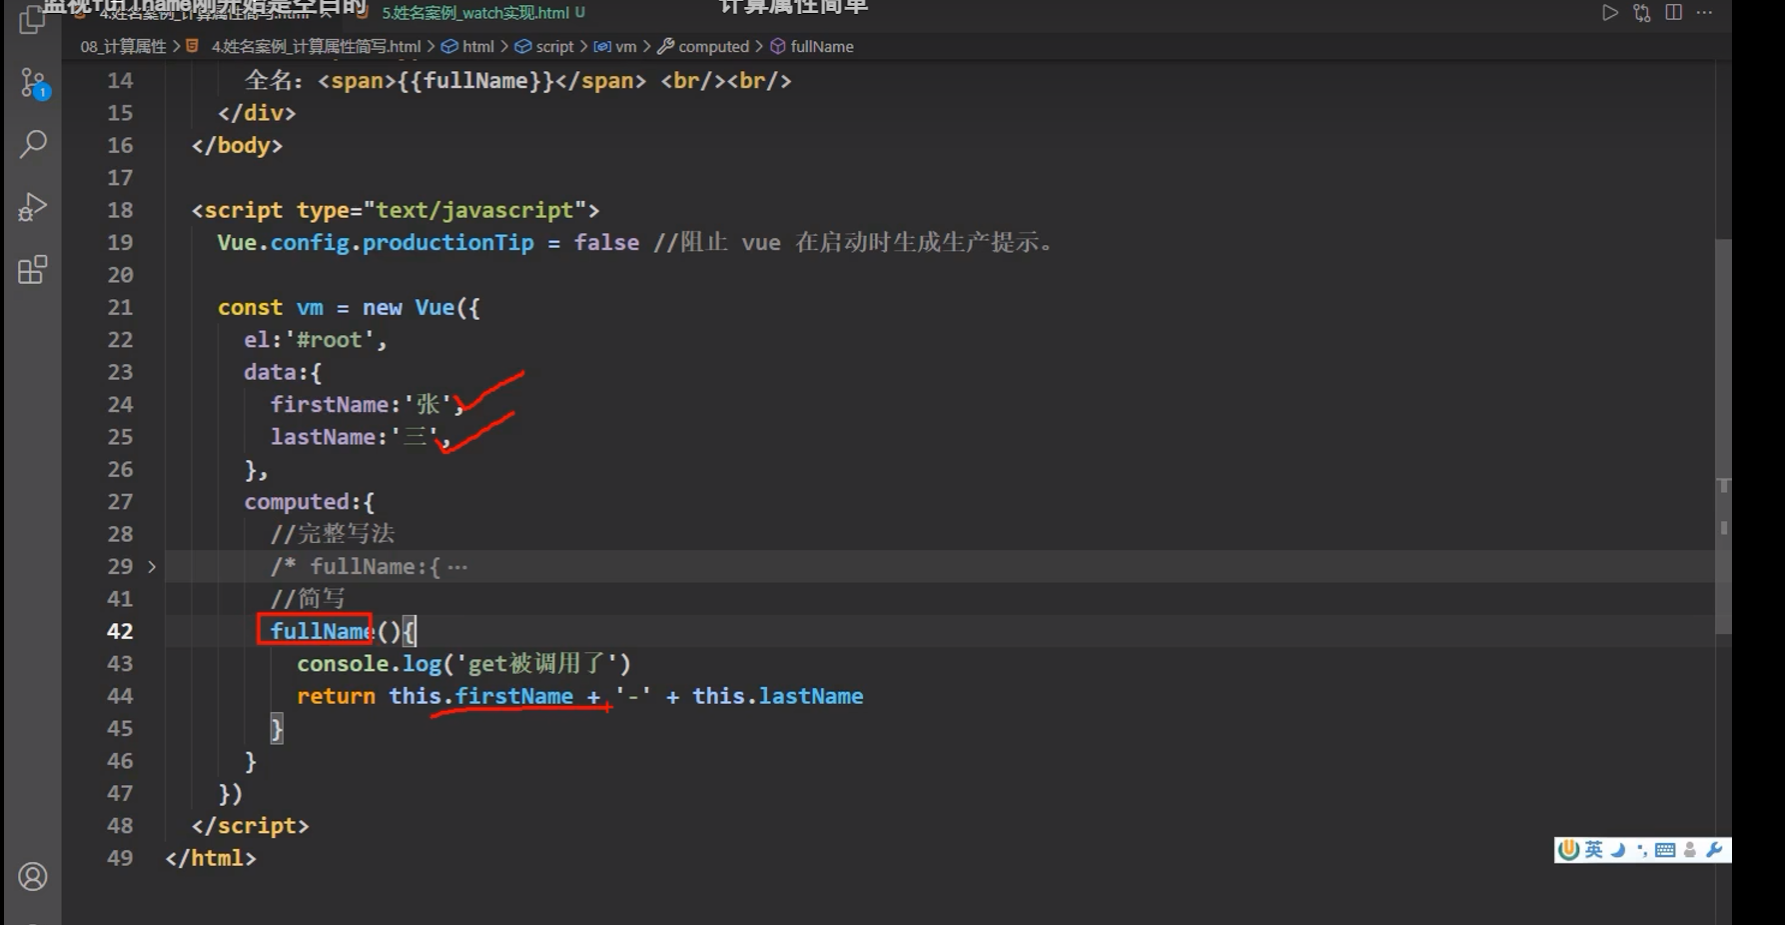 监视fullname刚开始是空白的 计算属性简单
4.姓名案例_计算属性简写.html 5.姓名案例_watch实现.html U
08_计算属性 > 4.姓名案例_计算属性简写.html > html > script > vm > computed > fullName
14 全名: <span>{{fullName}}</span> <br/><br/>
15 </div>
16 </body>
17
18 <script type="text/javascript">
19 Vue.config.productionTip = false //阻止 vue 在启动时生成生产提示。
20
21 const vm = new Vue({
22 el:'#root',
23 data:{
24 firstName:'张',
25 lastName:'三',
26 },
27 computed:{
28 //完整写法
29 /* fullName:{ ⋯
41 //简写
42 fullName(){
43 console.log('get被调用了')
44 return this.firstName + '-' + this.lastName
45 }
46 }
47 })
48 </script>
49 </html>
1
英